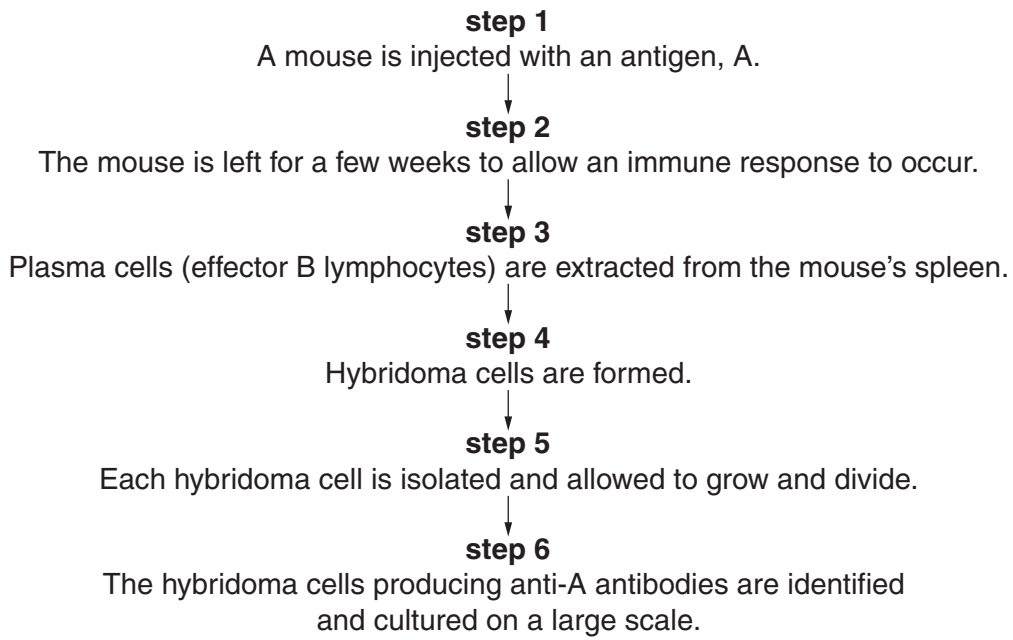 step 1
A mouse is injected with an antigen, A.
step 2
The mouse is left for a few weeks to allow an immune response to occur.
step 3
Plasma cells (effector B lymphocytes) are extracted from the mouse’s spleen.
step 4
Hybridoma cells are formed.
step 5
Each hybridoma cell is isolated and allowed to grow and divide.
step 6
The hybridoma cells producing anti-A antibodies are identified
and cultured on a large scale.